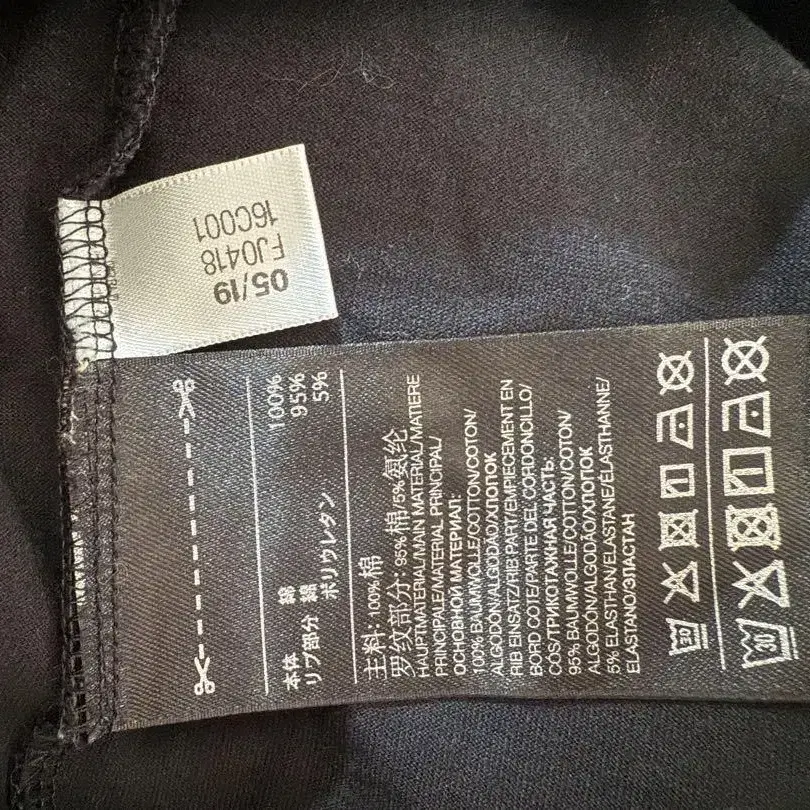 05/19
FJ0418
16C001
本体 綿 100%
リブ部分 綿 95%
ポリウレタン 5%
主料: 100%棉
罗纹部分: 95%棉/5%氨纶
HAUPTMATERIAL/MAIN MATERIAL/MATIERE
PRINCIPALE/MATERIAL PRINCIPAL/
ОСНОВНОЙ МАТЕРИАЛ:
100% BAUMWOLLE/COTTON/COTON/
ALGODÓN/ALGODÃO/ХЛОПОК
RIB EINSATZ/RIB PART/EMPIECEMENT EN
BORD COTE/PARTE DEL CORDONCILLO/
CÓS/ТРИКОТАЖНАЯ ЧАСТЬ:
95% BAUMWOLLE/COTTON/COTON/
ALGODÓN/ALGODÃO/ХЛОПОК
5% ELASTHAN/ELASTANE/ÉLASTHANNE/
ELASTANO/ЭЛАСТАН
30
30